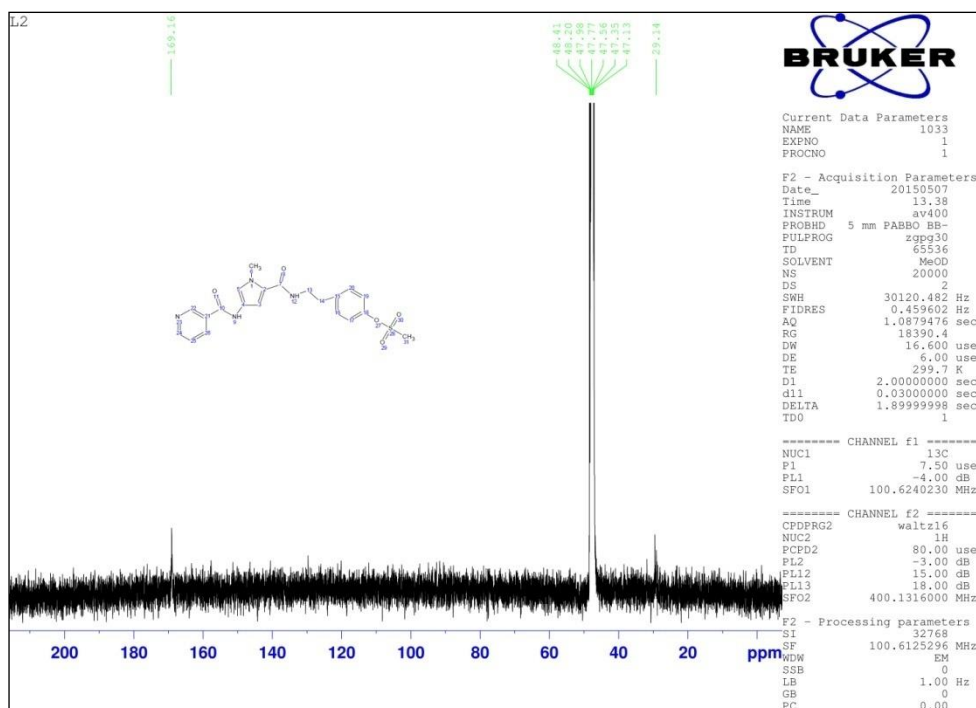 L2
169.16
48.41
48.20
47.98
47.77
47.56
47.35
47.13
29.14
BRUKER
Current Data Parameters
NAME 1033
EXPNO 1
PROCNO 1
F2 - Acquisition Parameters
Date_ 20150507
Time 13.38
INSTRUM av400
PROBHD 5 mm PABBO BB-
PULPROG zgpg30
TD 65536
SOLVENT MeOD
NS 20000
DS 2
SWH 30120.482 Hz
FIDRES 0.459602 Hz
AQ 1.0879476 sec
RG 18390.4
DW 16.600 use
DE 6.00 use
TE 299.7 K
D1 2.00000000 sec
d11 0.03000000 sec
DELTA 1.89999998 sec
TD0 1
======== CHANNEL f1 =======
NUC1 13C
P1 7.50 use
PL1 -4.00 dB
SFO1 100.6240230 MHz
======== CHANNEL f2 =======
CPDPRG2 waltz16
NUC2 1H
PCPD2 80.00 use
PL2 -3.00 dB
PL12 15.00 dB
PL13 18.00 dB
SFO2 400.1316000 MHz
F2 - Processing parameters
SI 32768
SF 100.6125296 MHz
WDW EM
SSB 0
LB 1.00 Hz
GB 0
PC 0.00
CH3
O
N
O
NH
O
NH
N
O
O
S
O
CH3
200 180 160 140 120 100 80 60 40 20 ppm